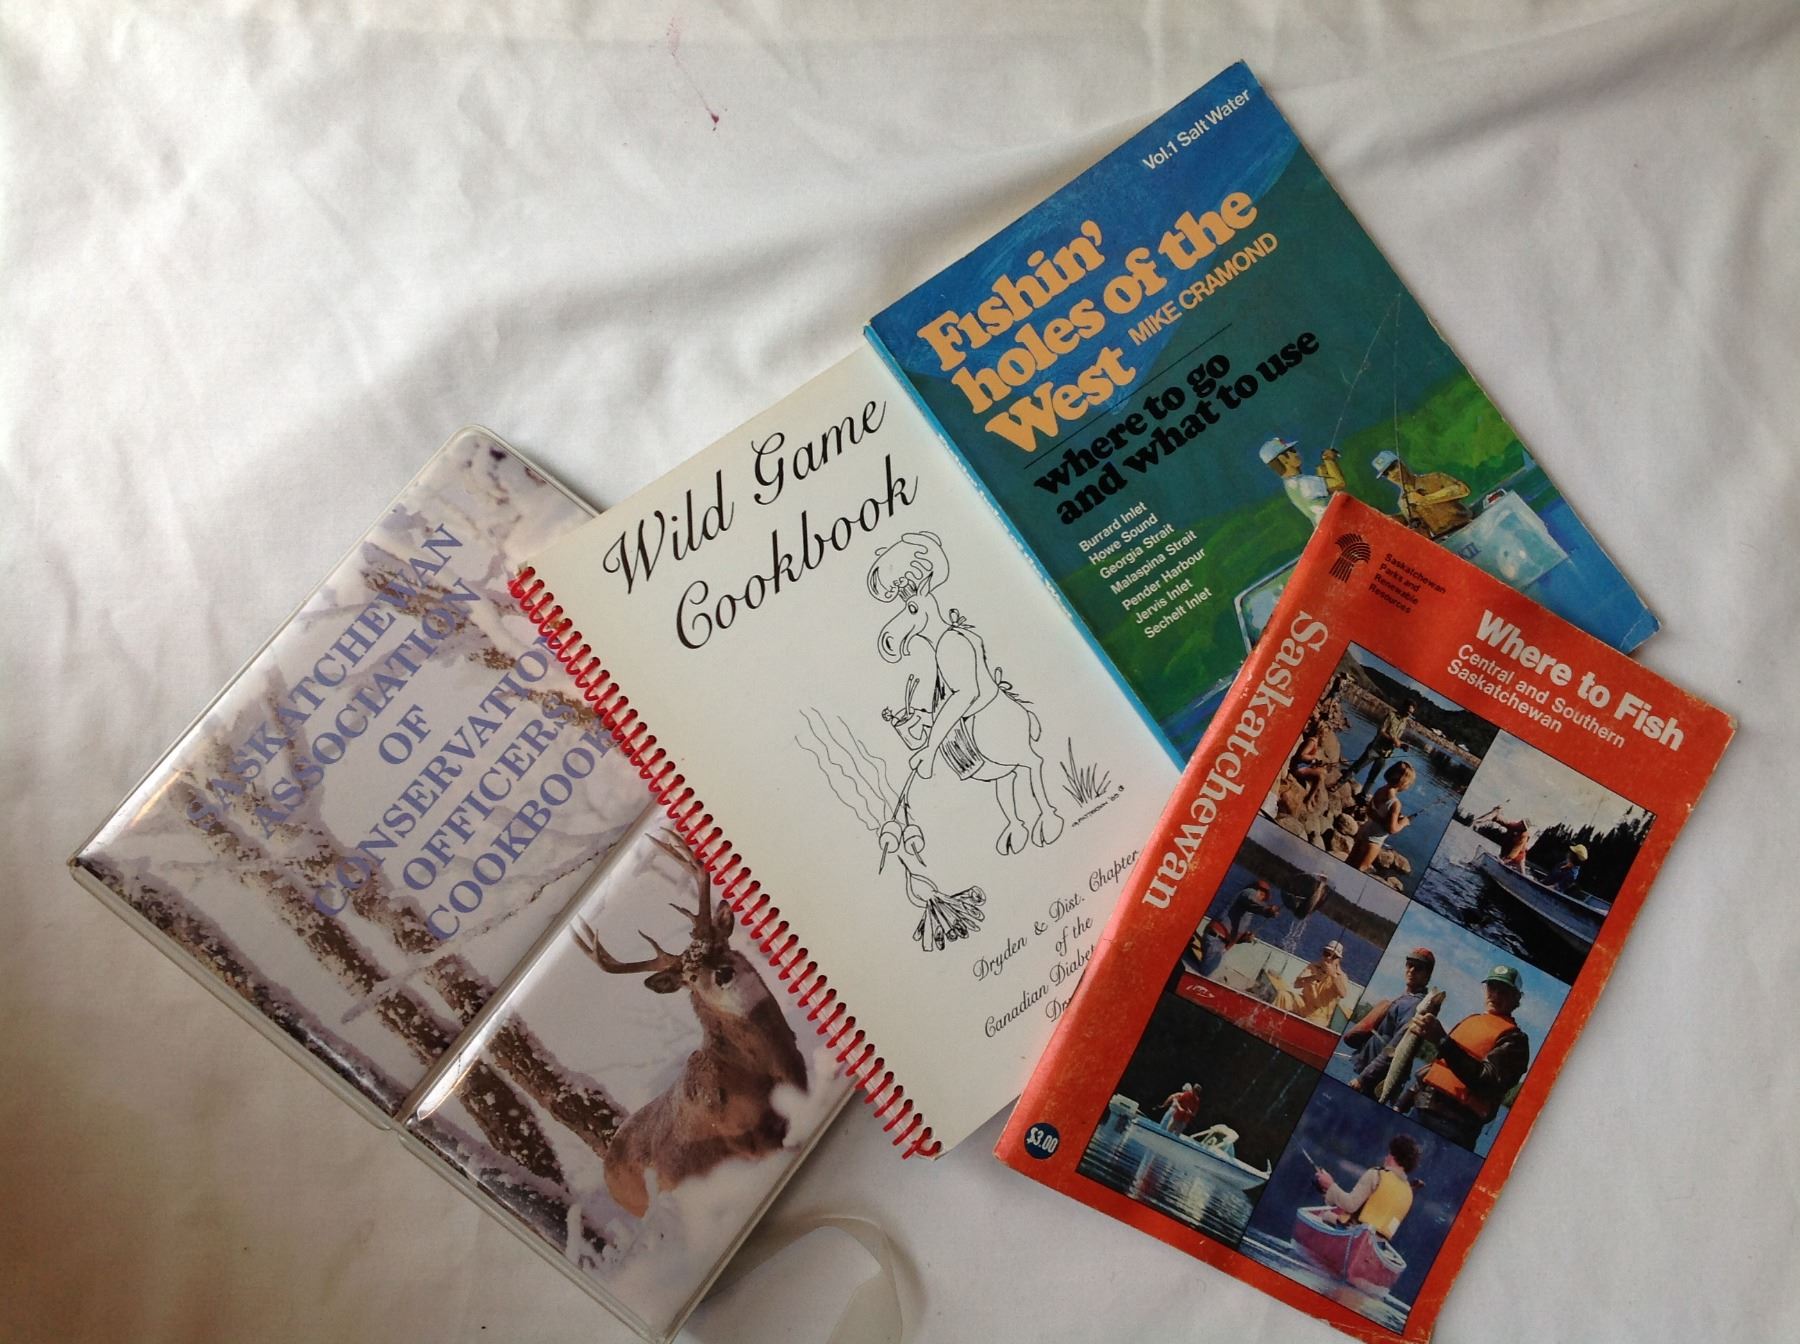 SASKATCHEWAN
ASSOCIATION
OF
CONSERVATION
OFFICERS
COOKBOOK
Wild Game
Cookbook
Dryden & Dist. Chapter
of the
Canadian
Vol.1 Salt Water
Fishin'
holes of the
West MIKE CRAMOND
where to go
and what to use
Burrard Inlet
Howe Sound
Georgia Strait
Malaspina Strait
Pender Harbour
Jervis Inlet
Sechelt Inlet
Saskatchewan
Parks and
Renewable
Resources
Where to Fish
Central and Southern
Saskatchewan
Saskatchewan
$3.00